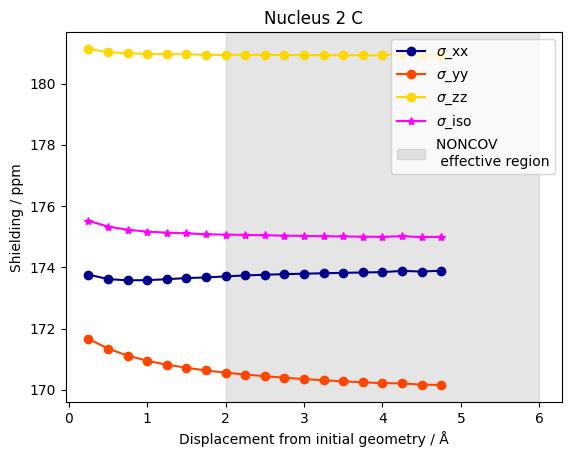 Nucleus 2 C
σ_xx
σ_yy
σ_zz
σ_iso
NONCOV
effective region
Shielding / ppm
180
178
176
174
172
170
0 1 2 3 4 5 6
Displacement from initial geometry / Å